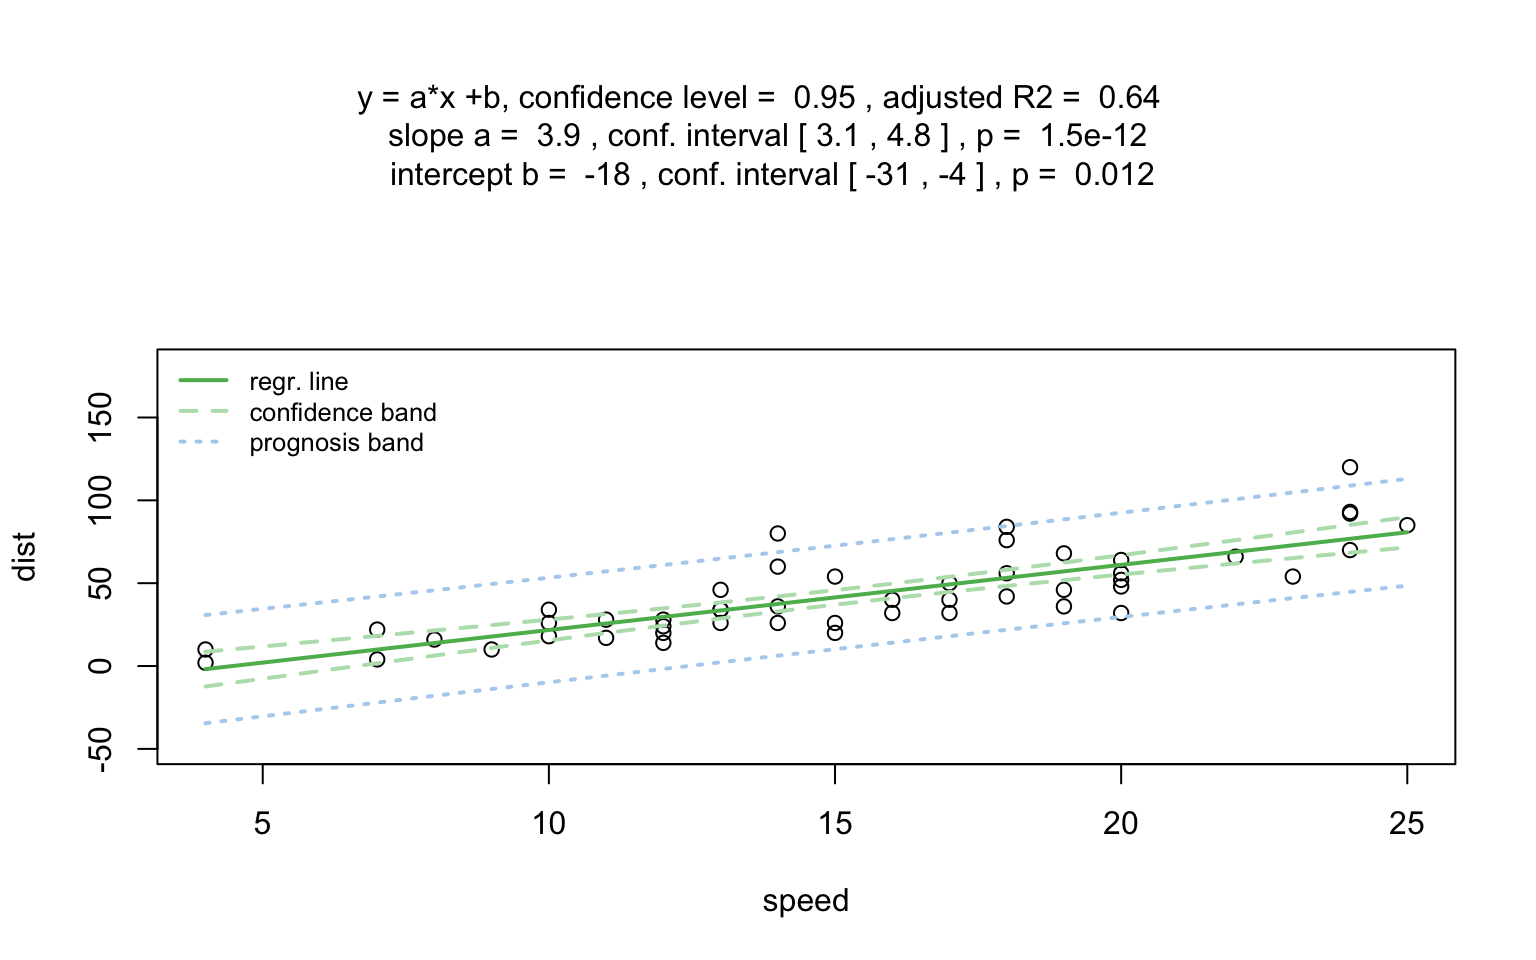 y = a*x +b, confidence level =  0.95 , adjusted R2 =  0.64
slope a =  3.9 , conf. interval [ 3.1 , 4.8 ] , p =  1.5e-12
intercept b =  -18 , conf. interval [ -31 , -4 ] , p =  0.012
regr. line
confidence band
prognosis band
dist
150
100
50
0
-50
5 10 15 20 25
speed